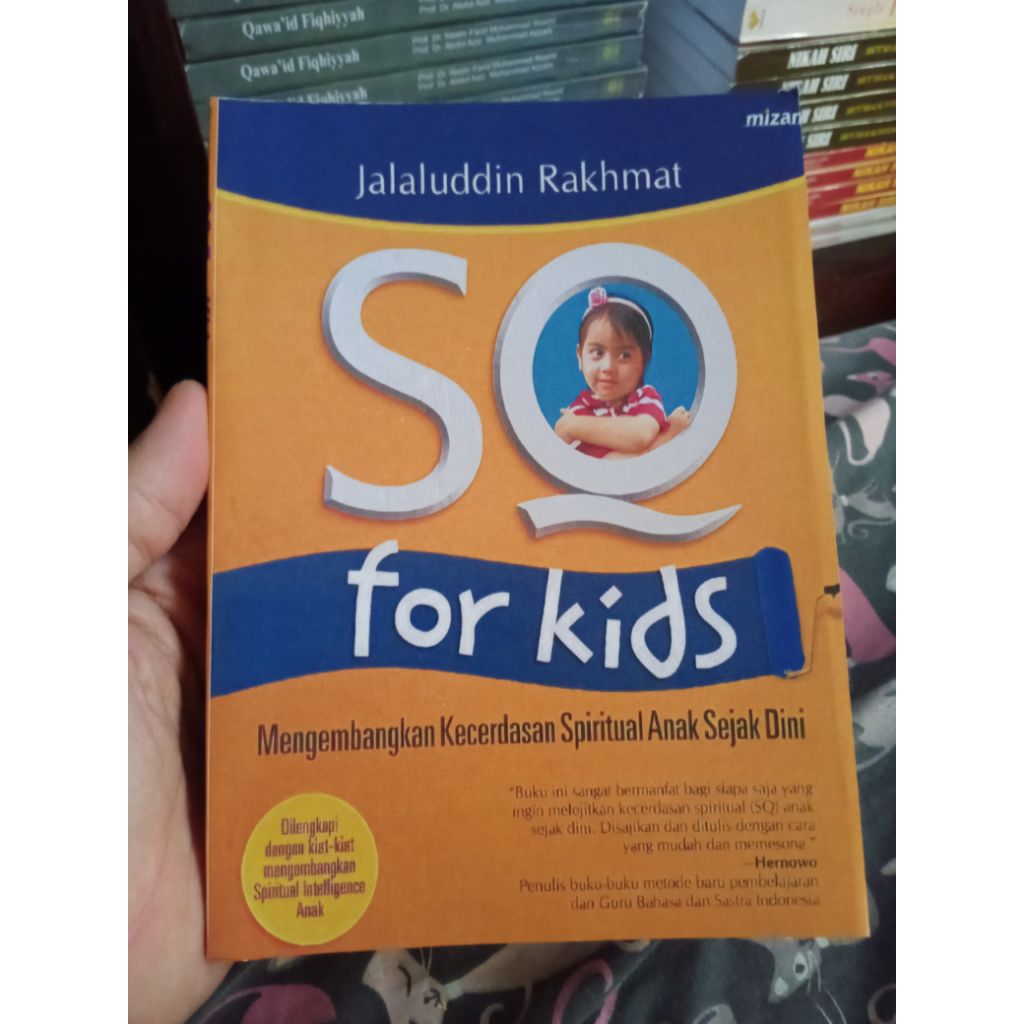 Qawa'id Fiqhiyyah
Qawa'id Fiqhiyyah
Fiqhiyyah
NIKAH SIRI
SIRI
SIRI
mizan
Jalaluddin Rakhmat
SQ
for kids
Mengembangkan Kecerdasan Spiritual Anak Sejak Dini
"Buku ini sangat bermanfat bagi siapa saja yang
ingin melejitkan kecerdasan spiritual (SQ) anak
sejak dini. Disajikan dan ditulis dengan cara
yang mudah dan memesona."
—Hernowo
Penulis buku-buku metode baru pembelajaran
dan Guru Bahasa dan Sastra Indonesia
Dilengkapi
dengan kiat-kiat
mengembangkan
Spiritual Intelligence
Anak